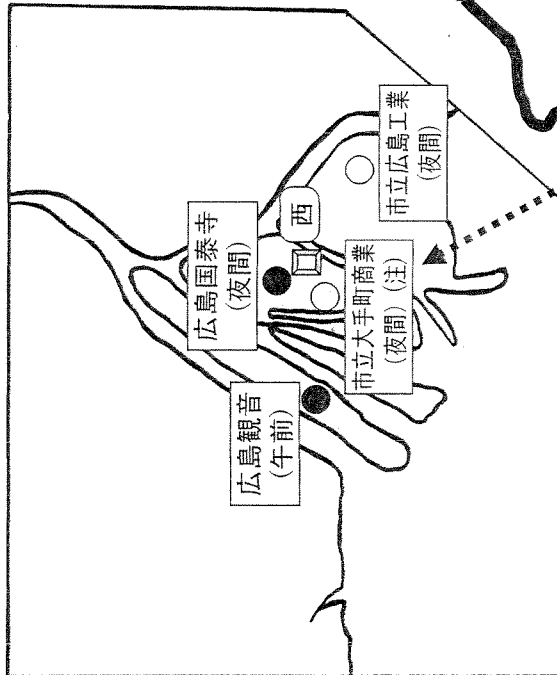 広島国泰寺
(夜間)
西
市立広島工業
(夜間)
市立大手町商業
(夜間)(注)
広島観音
(午前)